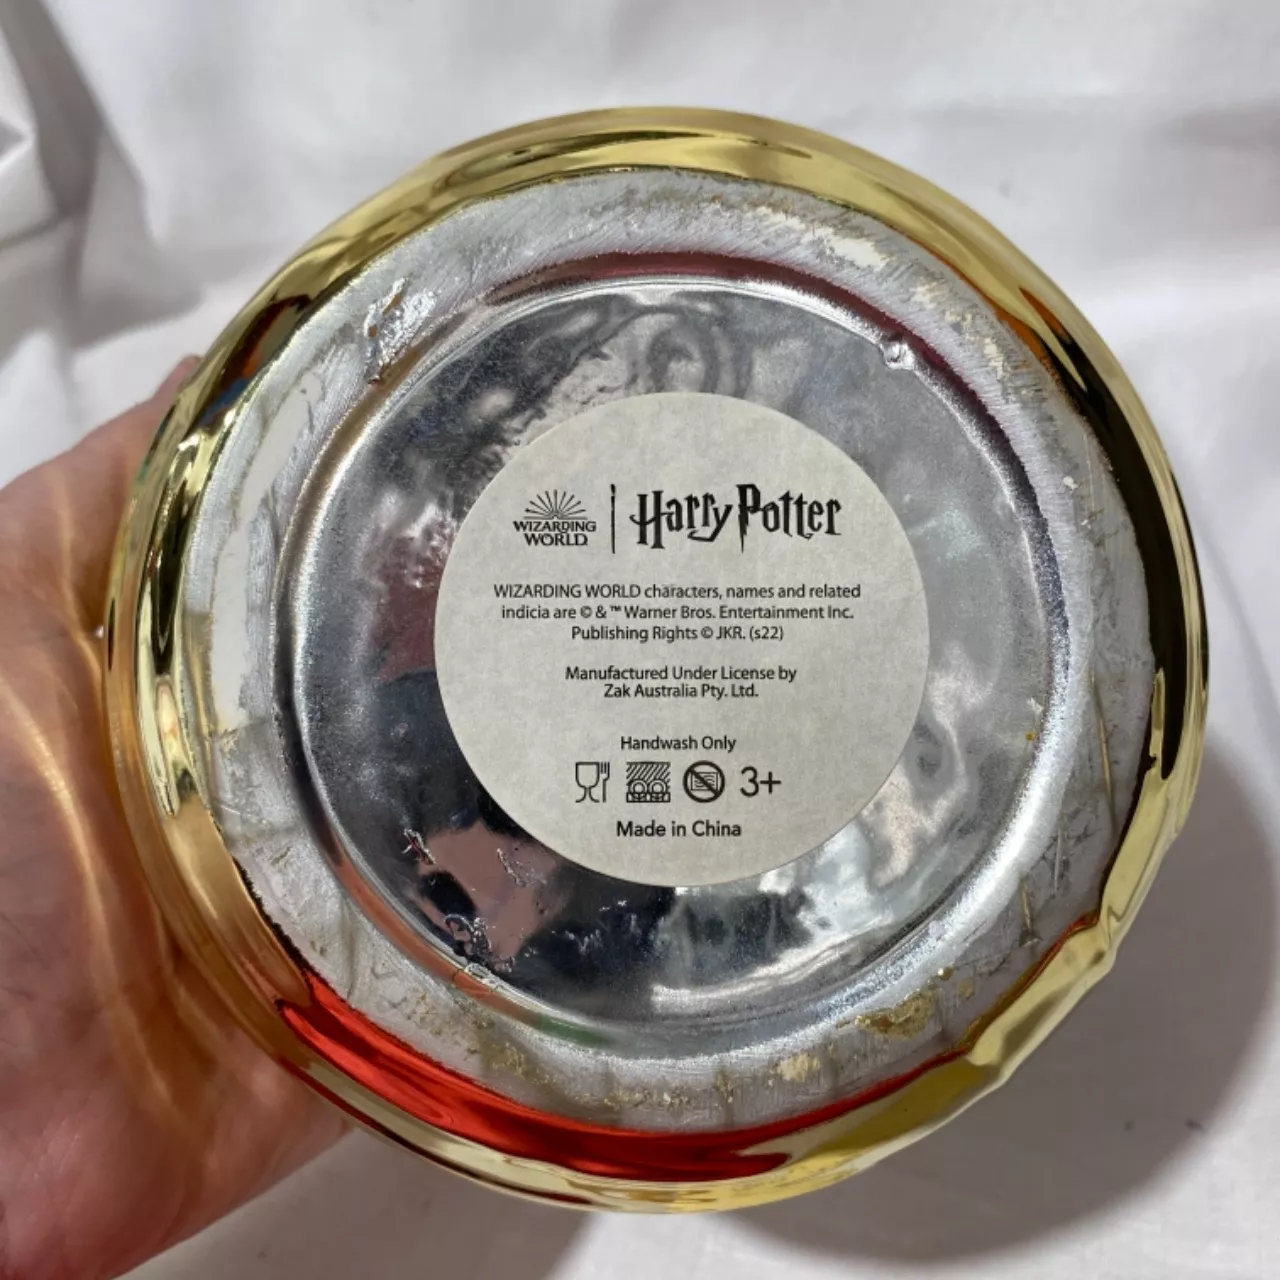 WIZARDING WORLD | Harry Potter
WIZARDING WORLD characters, names and related
indicia are © & ™ Warner Bros. Entertainment Inc.
Publishing Rights © JKR. (s22)
Manufactured Under License by
Zak Australia Pty. Ltd.
Handwash Only
3+
Made in China